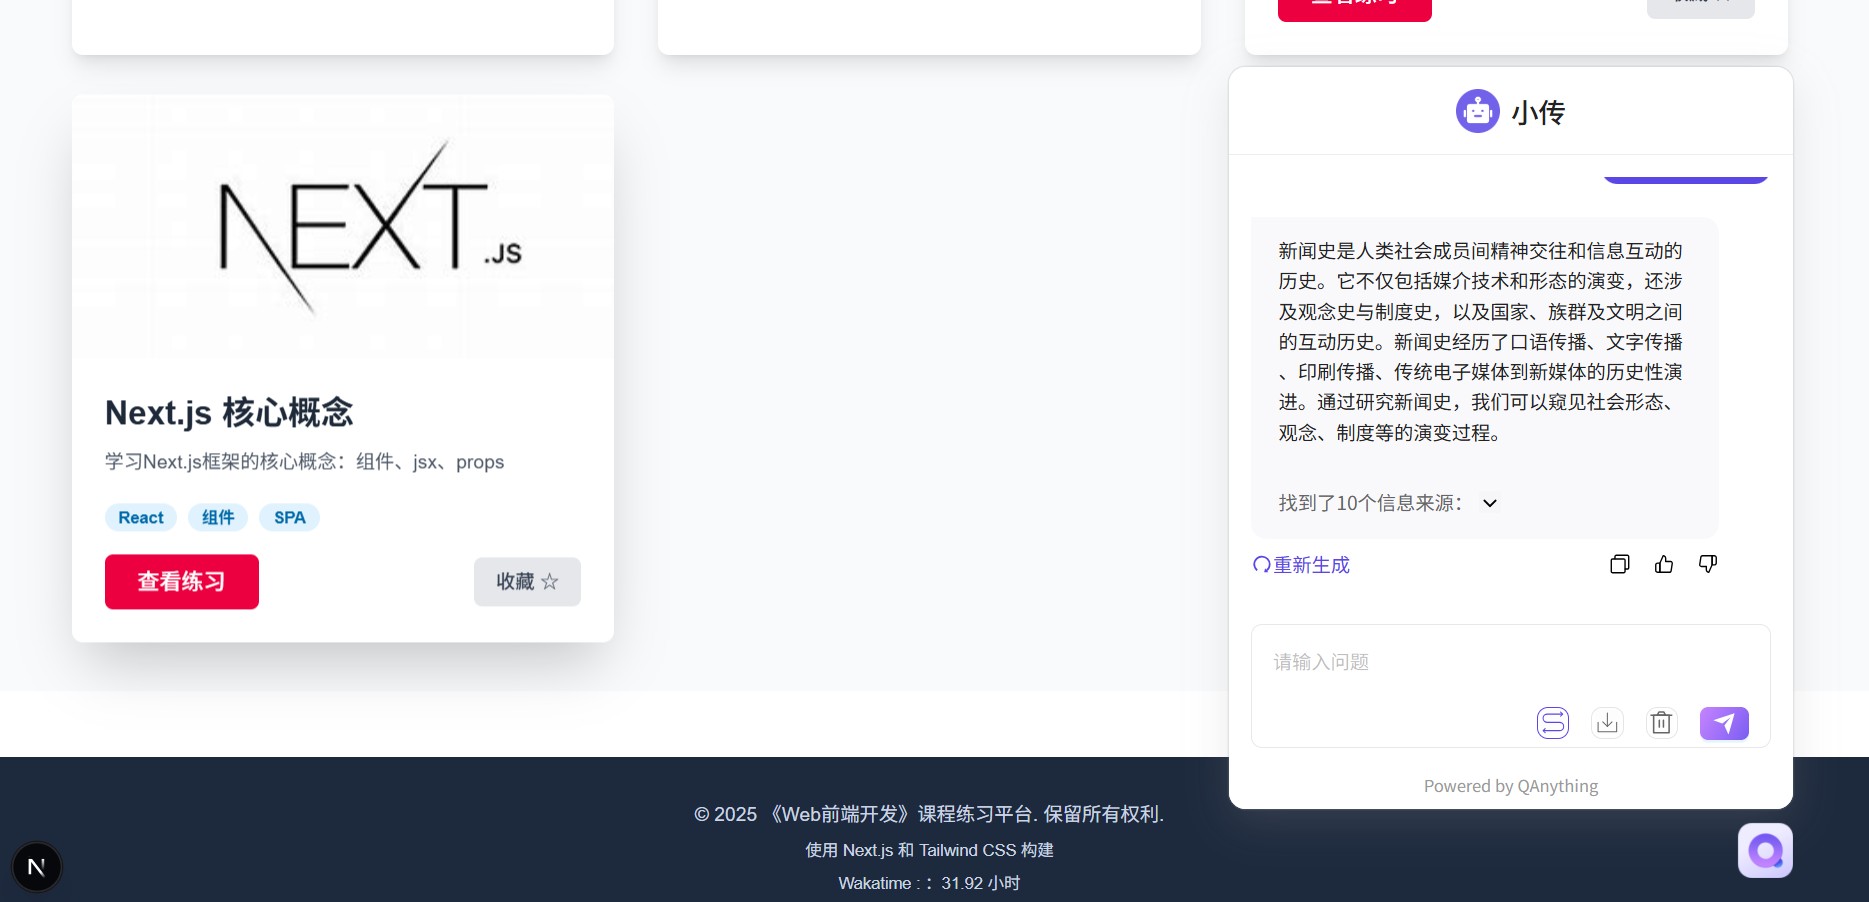 查看练习
NEXT.JS
Next.js 核心概念
学习Next.js框架的核心概念：组件、jsx、props
React 组件 SPA
查看练习 收藏 ☆
小传
新闻史是人类社会成员间精神交往和信息互动的
历史。它不仅包括媒介技术和形态的演变，还涉
及观念史与制度史，以及国家、族群及文明之间
的互动历史。新闻史经历了口语传播、文字传播
、印刷传播、传统电子媒体到新媒体的历史性演
进。通过研究新闻史，我们可以窥见社会形态、
观念、制度等的演变过程。
找到了10个信息来源：
重新生成
请输入问题
Powered by QAnything
© 2025 《Web前端开发》课程练习平台. 保留所有权利.
使用 Next.js 和 Tailwind CSS 构建
Wakatime : ：31.92 小时
N